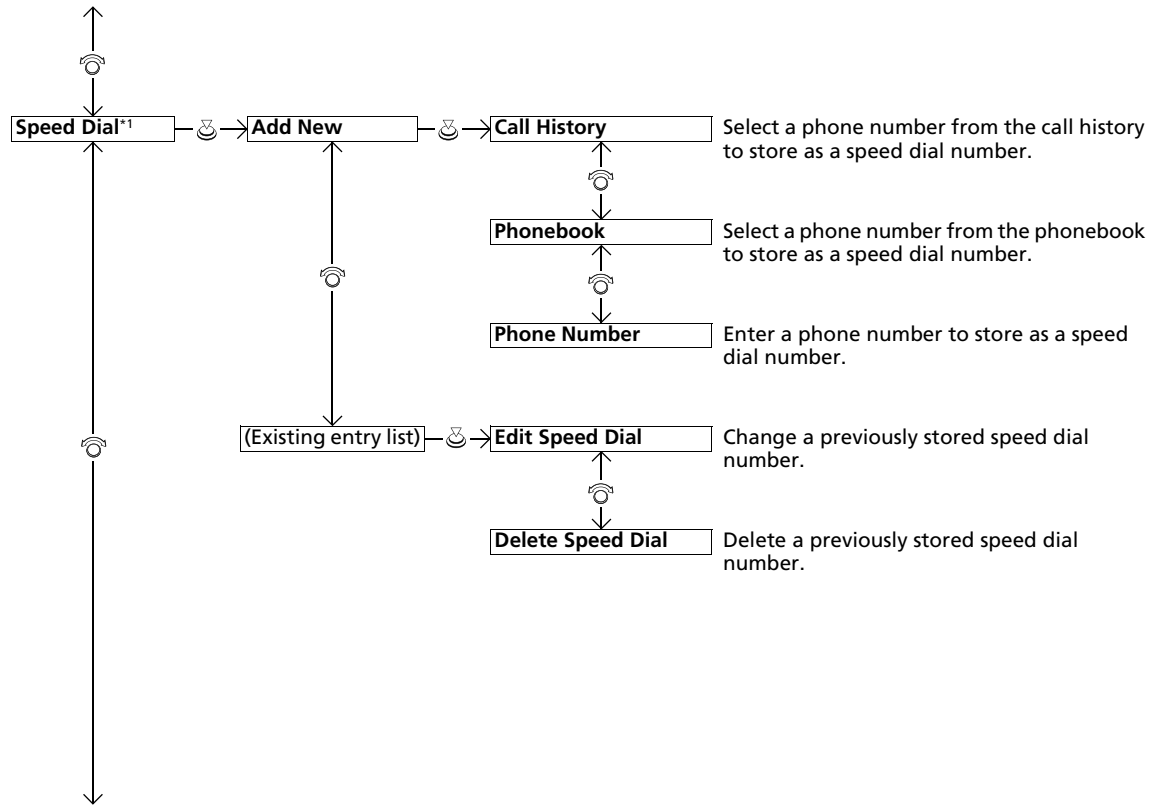 Speed Dial*1
Add New
Call History
Select a phone number from the call history
to store as a speed dial number.
Phonebook
Select a phone number from the phonebook
to store as a speed dial number.
Phone Number
Enter a phone number to store as a speed
dial number.
(Existing entry list)
Edit Speed Dial
Change a previously stored speed dial
number.
Delete Speed Dial
Delete a previously stored speed dial
number.